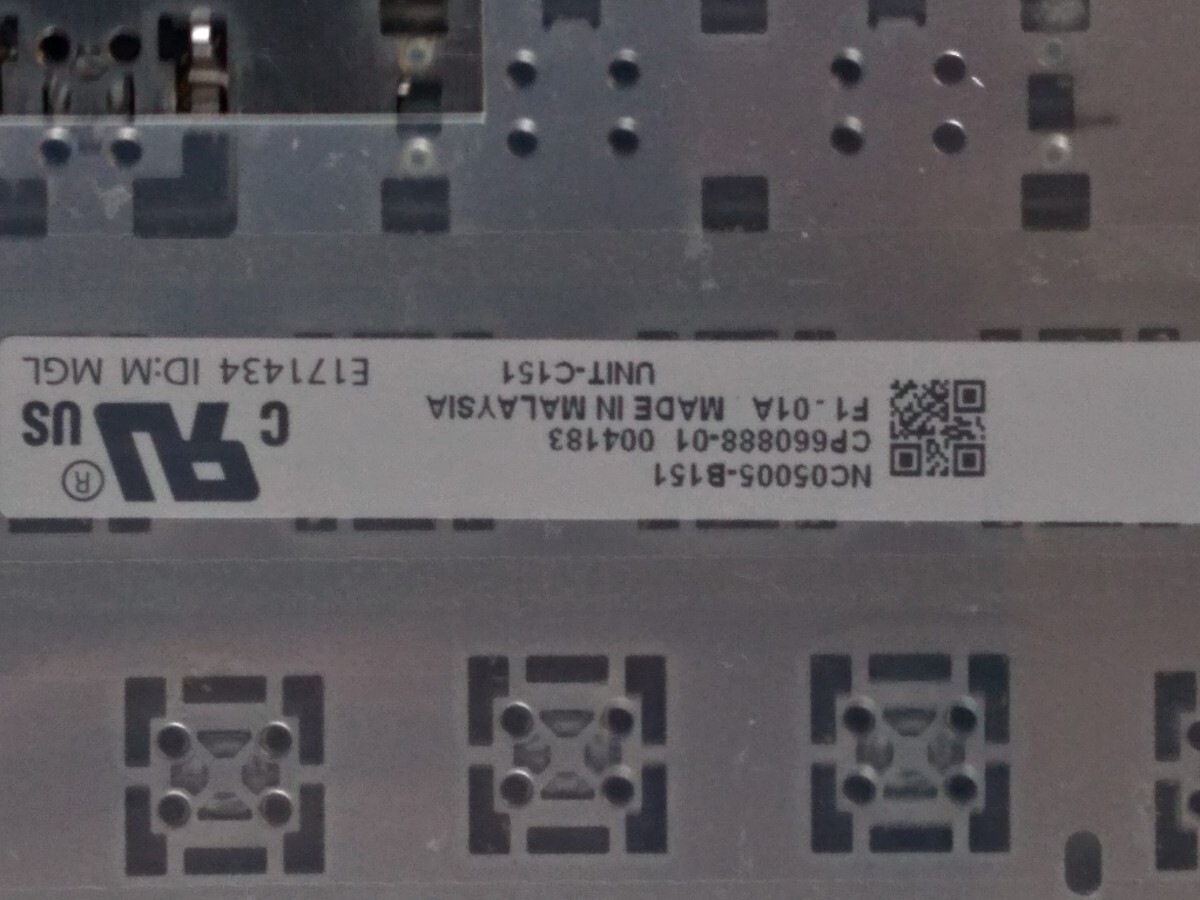 NC05005-B151
CP660888-01 004183
F1-01A MADE IN MALAYSIA
UNIT-C151
®
C US
E171434 ID:M MGL